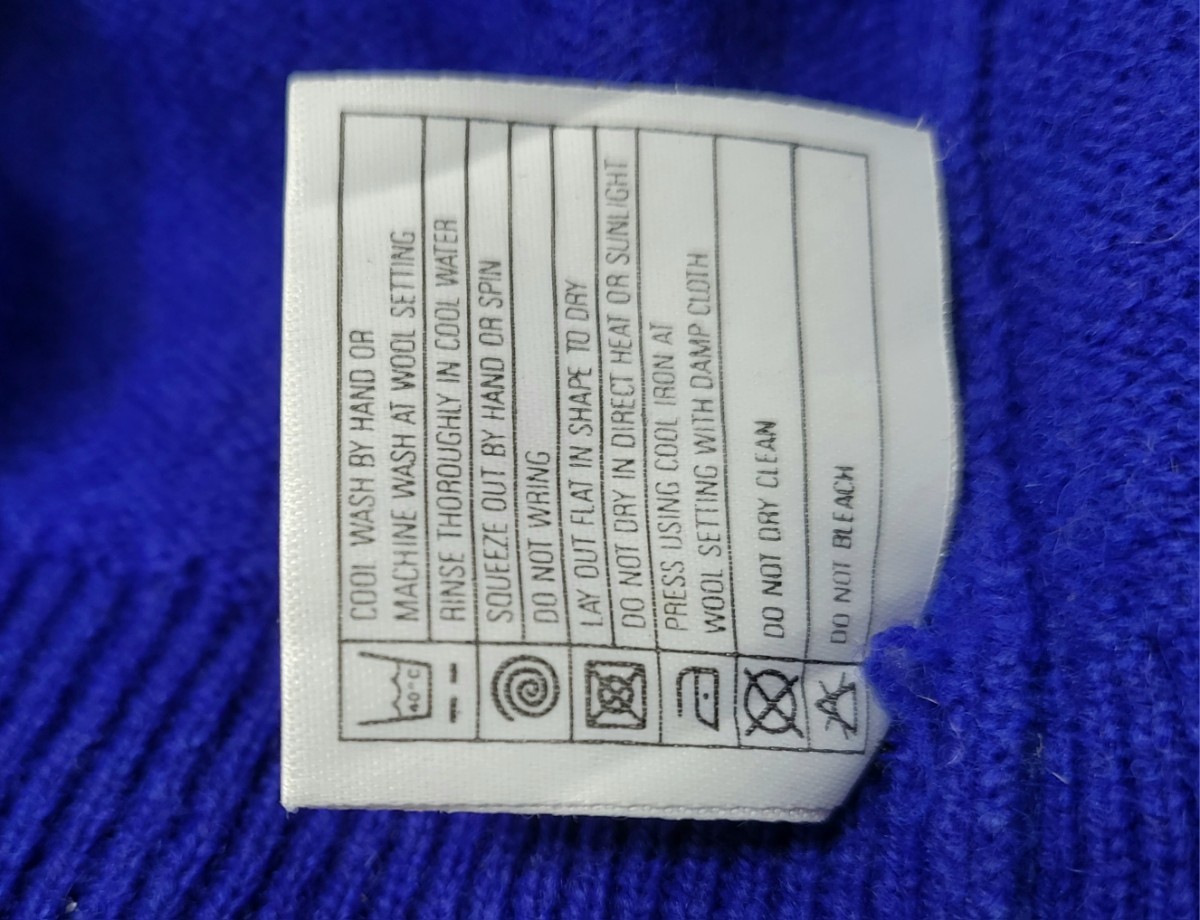 COOL WASH BY HAND OR
MACHINE WASH AT WOOL SETTING
40°C
RINSE THOROUGHLY IN COOL WATER
SQUEEZE OUT BY HAND OR SPIN
DO NOT WRING
LAY OUT FLAT IN SHAPE TO DRY
DO NOT DRY IN DIRECT HEAT OR SUNLIGHT
PRESS USING COOL IRON AT
WOOL SETTING WITH DAMP CLOTH
DO NOT DRY CLEAN
DO NOT BLEACH